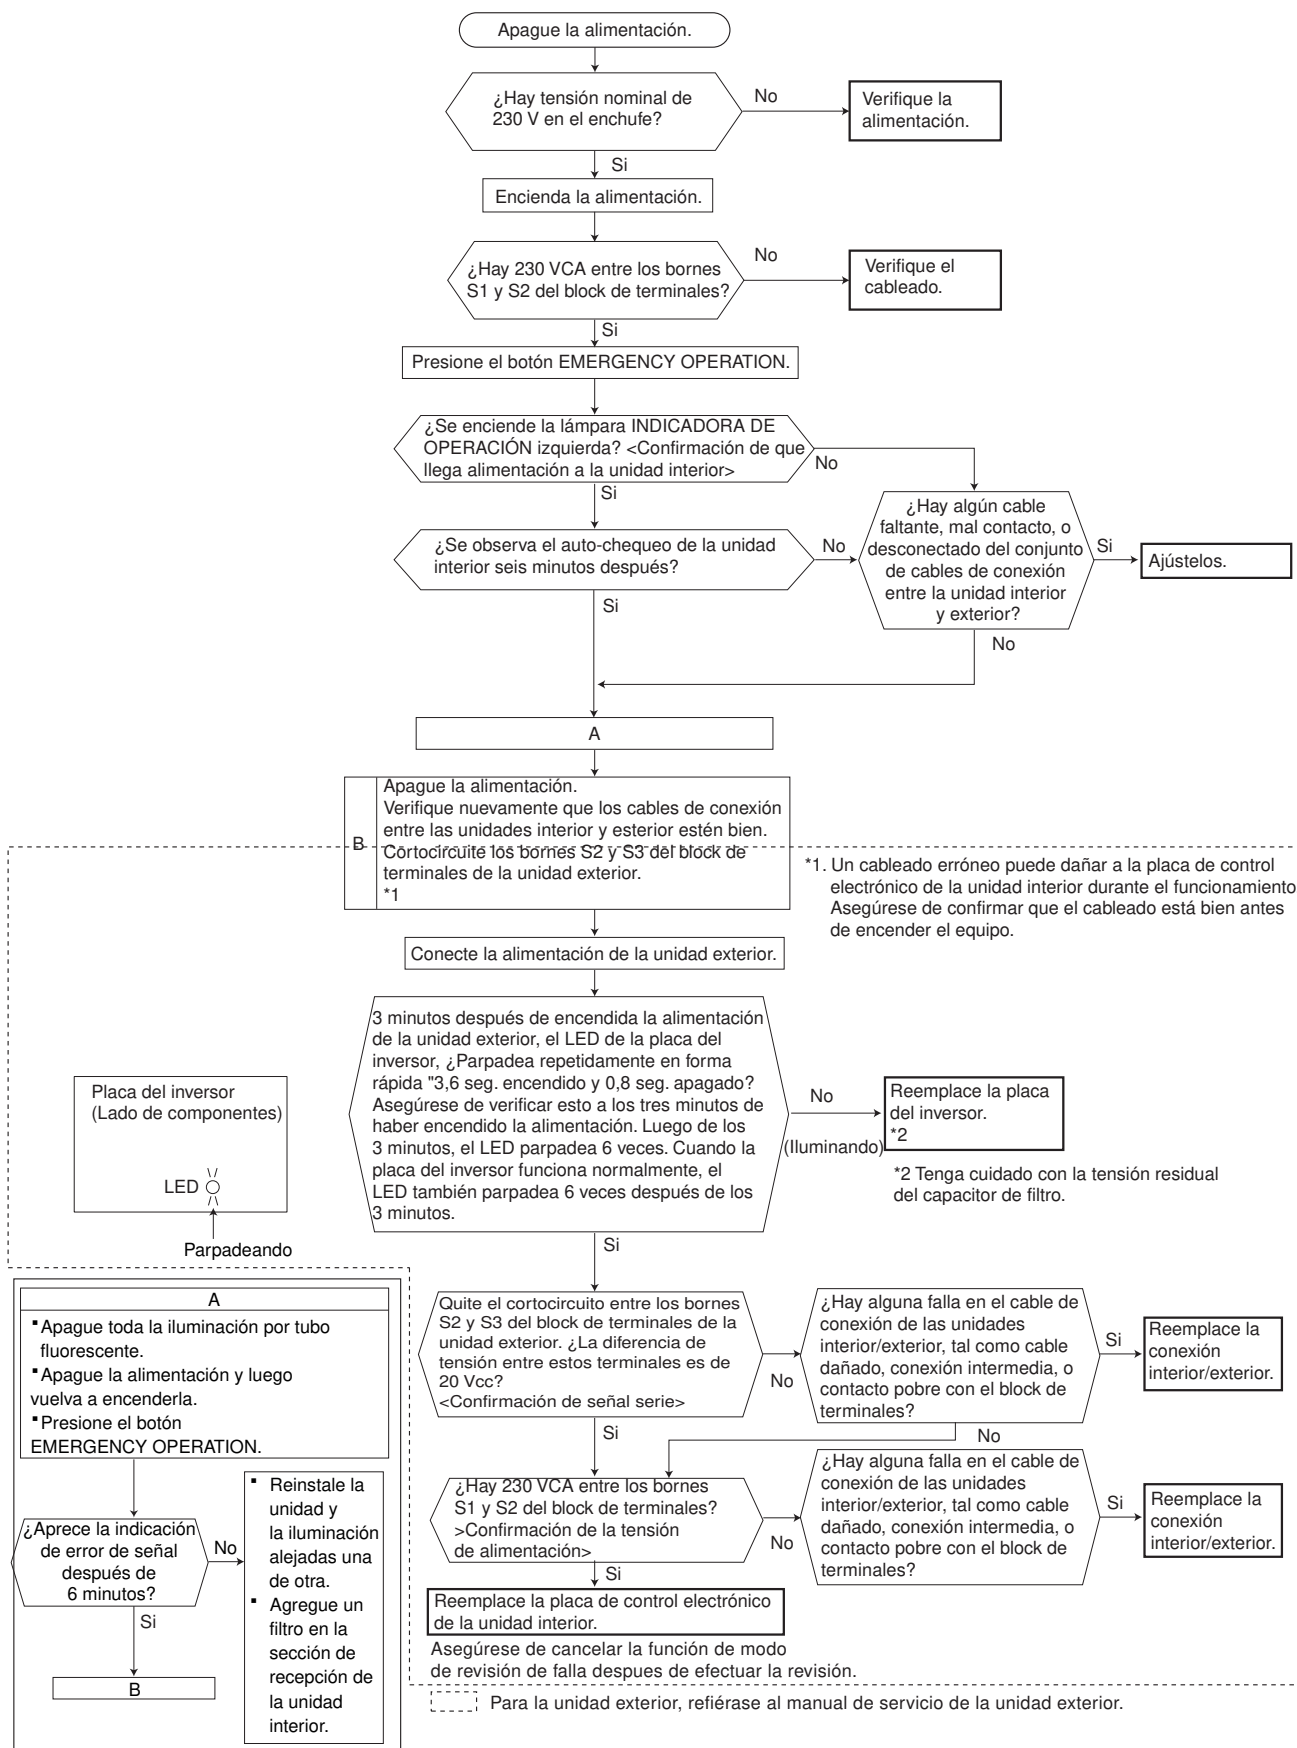 Apague la alimentación.
¿Hay tensión nominal de
230 V en el enchufe?
No
Verifique la
alimentación.
Si
Encienda la alimentación.
¿Hay 230 VCA entre los bornes
S1 y S2 del block de terminales?
No
Verifique el
cableado.
Si
Presione el botón EMERGENCY OPERATION.
¿Se enciende la lámpara INDICADORA DE
OPERACIÓN izquierda? <Confirmación de que
llega alimentación a la unidad interior>
No
Si
¿Se observa el auto-chequeo de la unidad
interior seis minutos después?
No
¿Hay algún cable
faltante, mal contacto, o
desconectado del conjunto
de cables de conexión
entre la unidad interior
y exterior?
Si
Ajústelos.
Si
No
A
B
Apague la alimentación.
Verifique nuevamente que los cables de conexión
entre las unidades interior y esterior estén bien.
Cortocircuite los bornes S2 y S3 del block de
terminales de la unidad exterior.
*1
*1. Un cableado erróneo puede dañar a la placa de control
electrónico de la unidad interior durante el funcionamiento
Asegúrese de confirmar que el cableado está bien antes
de encender el equipo.
Conecte la alimentación de la unidad exterior.
3 minutos después de encendida la alimentación
de la unidad exterior, el LED de la placa del
inversor, ¿Parpadea repetidamente en forma
rápida "3,6 seg. encendido y 0,8 seg. apagado?
Asegúrese de verificar esto a los tres minutos de
haber encendido la alimentación. Luego de los
3 minutos, el LED parpadea 6 veces. Cuando la
placa del inversor funciona normalmente, el
LED también parpadea 6 veces después de los
3 minutos.
No
(Iluminando)
Reemplace la placa
del inversor.
*2
*2 Tenga cuidado con la tensión residual
del capacitor de filtro.
Placa del inversor
(Lado de componentes)
LED
Parpadeando
Si
Quite el cortocircuito entre los bornes
S2 y S3 del block de terminales de la
unidad exterior. ¿La diferencia de
tensión entre estos terminales es de
20 Vcc?
<Confirmación de señal serie>
No
¿Hay alguna falla en el cable de
conexión de las unidades
interior/exterior, tal como cable
dañado, conexión intermedia, o
contacto pobre con el block de
terminales?
Si
Reemplace la
conexión
interior/exterior.
Si
No
¿Hay 230 VCA entre los bornes
S1 y S2 del block de terminales?
>Confirmación de la tensión
de alimentación>
No
¿Hay alguna falla en el cable de
conexión de las unidades
interior/exterior, tal como cable
dañado, conexión intermedia, o
contacto pobre con el block de
terminales?
Si
Reemplace la
conexión
interior/exterior.
Si
Reemplace la placa de control electrónico
de la unidad interior.
Asegúrese de cancelar la función de modo
de revisión de falla despues de efectuar la revisión.
Para la unidad exterior, refiérase al manual de servicio de la unidad exterior.
A
▪Apague toda la iluminación por tubo
fluorescente.
▪Apague la alimentación y luego
vuelva a encenderla.
▪Presione el botón
EMERGENCY OPERATION.
¿Aprece la indicación
de error de señal
después de
6 minutos?
No
▪ Reinstale la
unidad y
la iluminación
alejadas una
de otra.
▪ Agregue un
filtro en la
sección de
recepción de
la unidad
interior.
Si
B